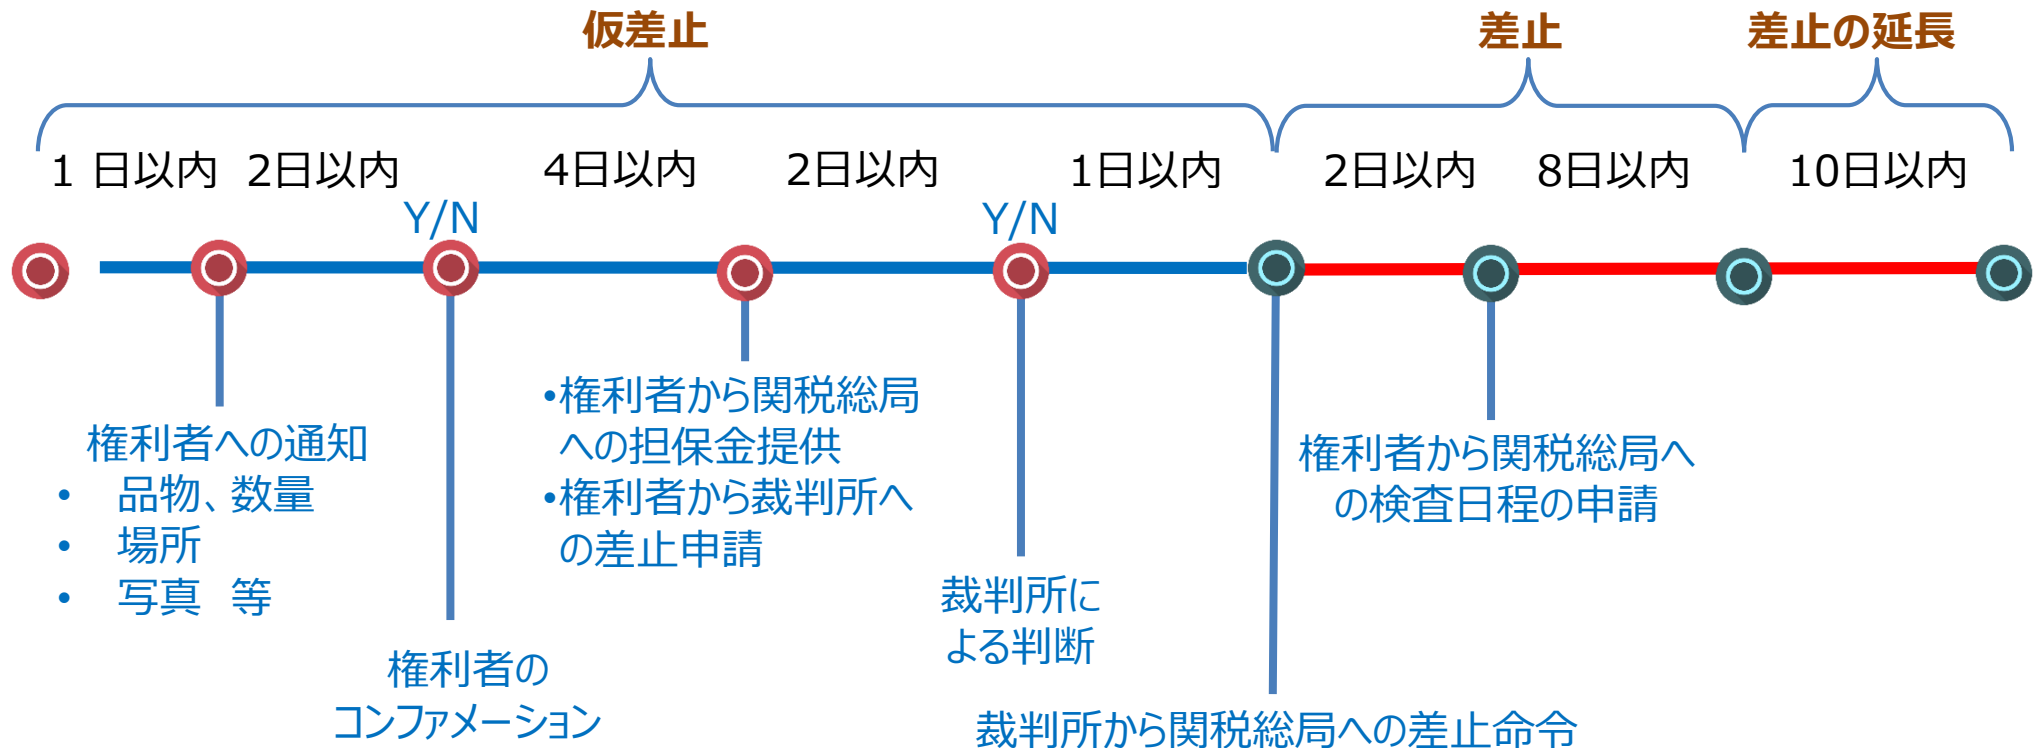 仮差止
差止
差止の延長
1 日以内
2日以内
4日以内
2日以内
1日以内
2日以内
8日以内
10日以内
Y/N
Y/N
権利者への通知
• 品物、数量
• 場所
• 写真 等
権利者の
コンファメーション
•権利者から関税総局
への担保金提供
•権利者から裁判所へ
の差止申請
裁判所に
よる判断
裁判所から関税総局への差止命令
権利者から関税総局へ
の検査日程の申請